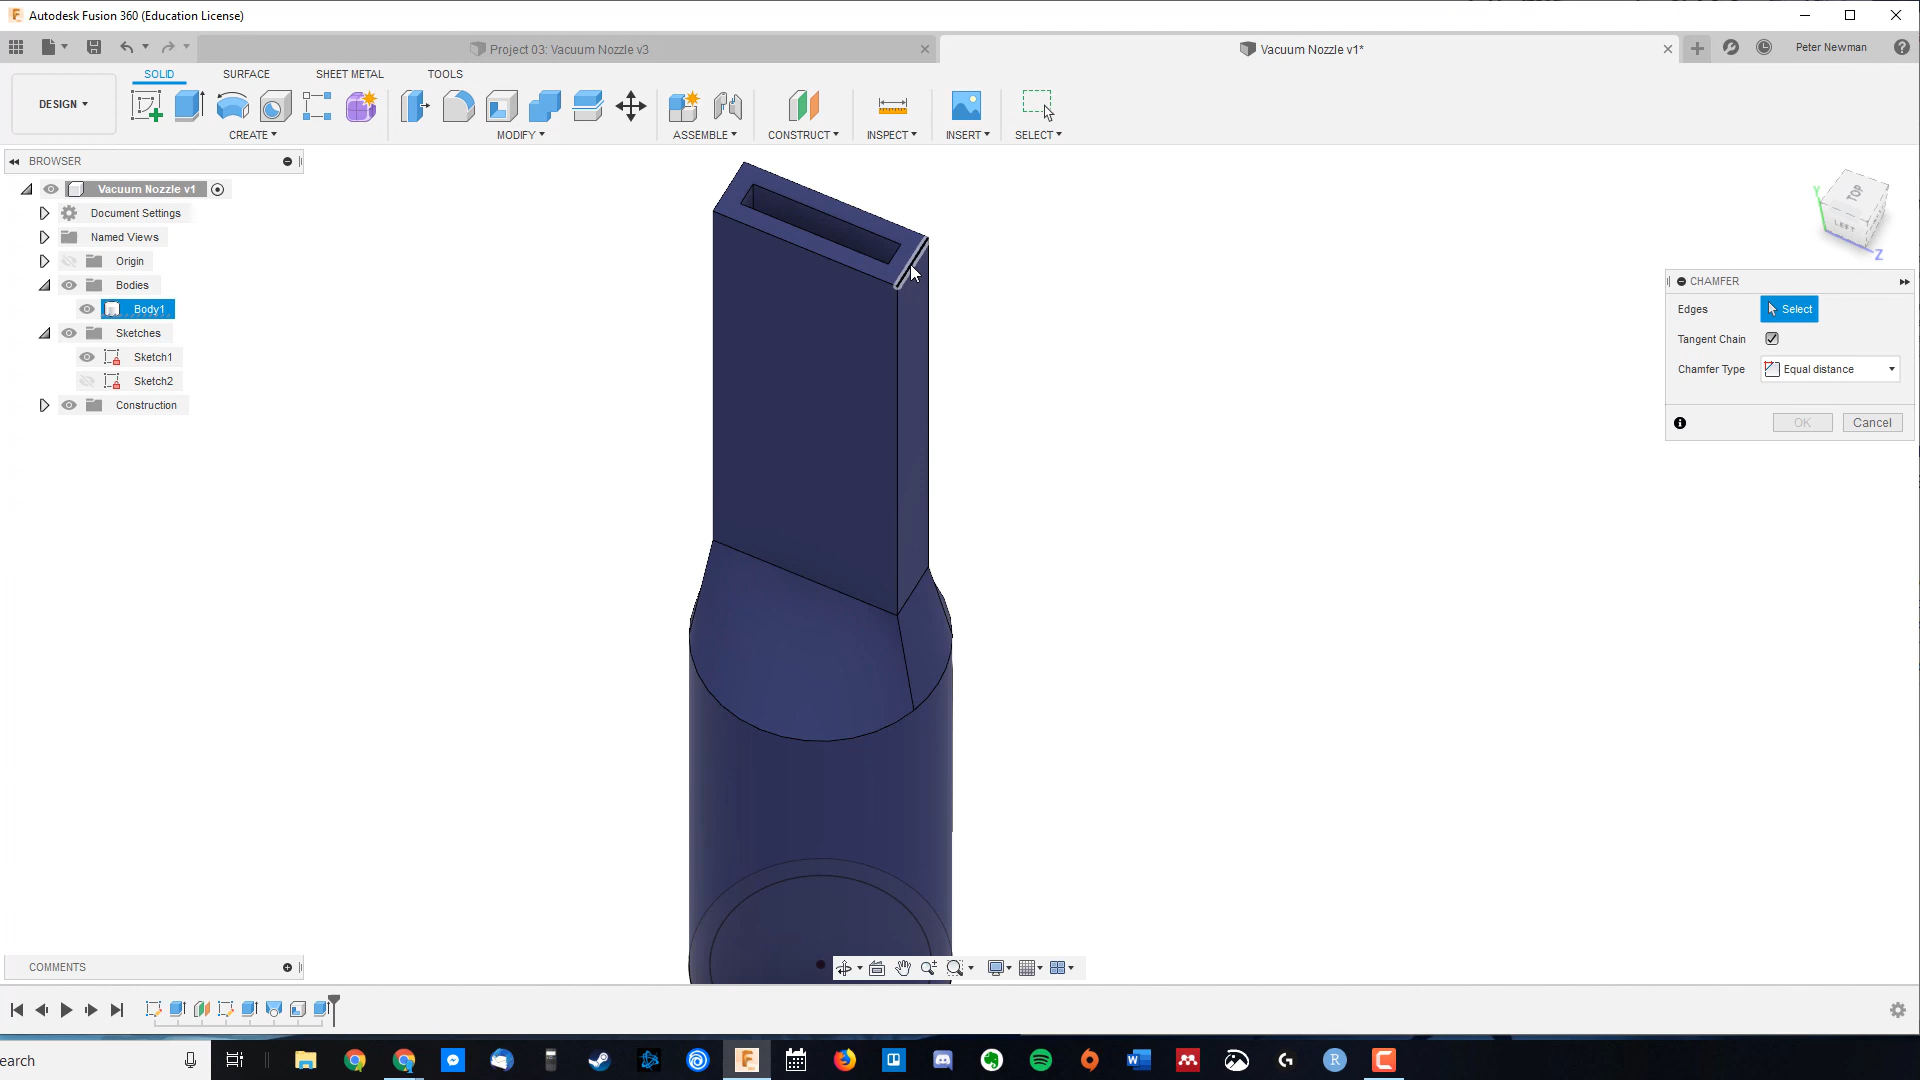 Autodesk Fusion 360 (Education License)
Project 03: Vacuum Nozzle v3
Vacuum Nozzle v1*
Peter Newman
SOLID
SURFACE
SHEET METAL
TOOLS
DESIGN
CREATE
MODIFY
ASSEMBLE
CONSTRUCT
INSPECT
INSERT
SELECT
BROWSER
Vacuum Nozzle v1
Document Settings
Named Views
Origin
Bodies
Body1
Sketches
Sketch1
Sketch2
Construction
TOP
LEFT
Y
Z
CHAMFER
Edges
Select
Tangent Chain
Chamfer Type
Equal distance
OK
Cancel
COMMENTS
earch